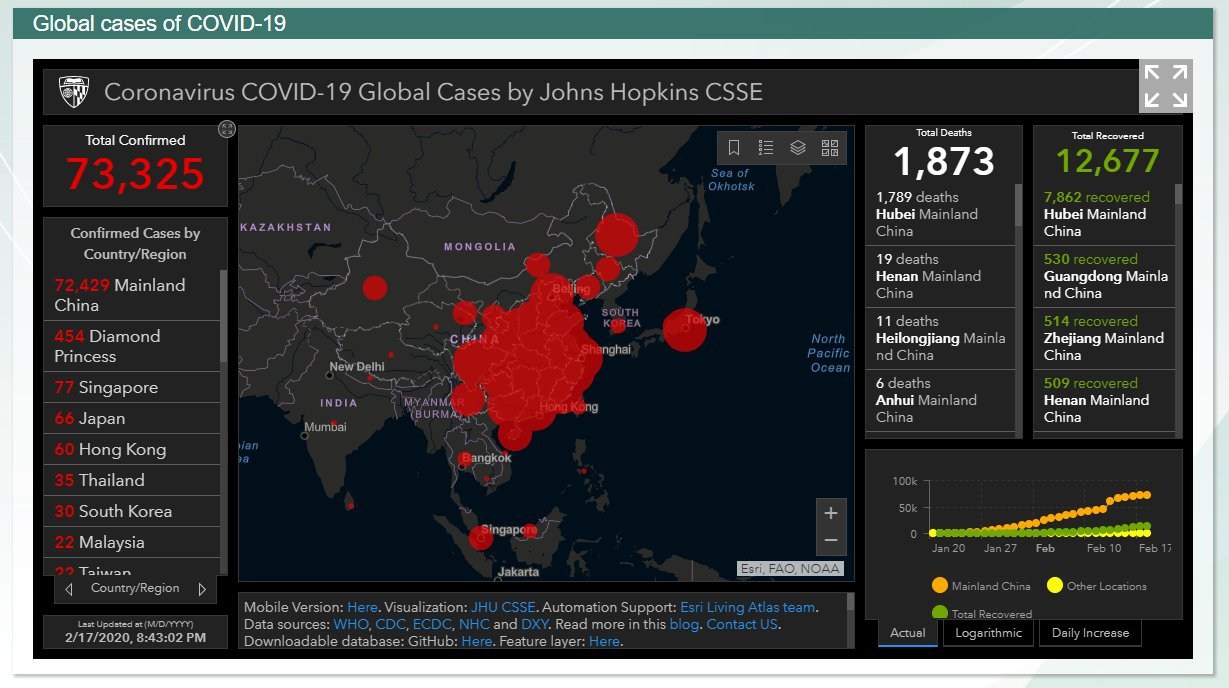 Global cases of COVID-19
Coronavirus COVID-19 Global Cases by Johns Hopkins CSSE
Total Confirmed
73,325
Confirmed Cases by
Country/Region
72,429 Mainland
China
454 Diamond
Princess
77 Singapore
66 Japan
60 Hong Kong
35 Thailand
30 South Korea
22 Malaysia
22 Taiwan
Country/Region
Last Updated at (M/D/YYYY)
2/17/2020, 8:43:02 PM
Sea of
Okhotsk
KAZAKHSTAN
MONGOLIA
Beijing
SOUTH
KOREA
Tokyo
CHINA
Shanghai
North
Pacific
Ocean
New Delhi
INDIA
MYANMAR
(BURMA)
Hong Kong
Mumbai
Bangkok
Singapore
Jakarta
+
−
Esri, FAO, NOAA
Mobile Version: Here. Visualization: JHU CSSE. Automation Support: Esri Living Atlas team.
Data sources: WHO, CDC, ECDC, NHC and DXY. Read more in this blog. Contact US.
Downloadable database: GitHub: Here. Feature layer: Here.
Total Deaths
1,873
1,789 deaths
Hubei Mainland
China
19 deaths
Henan Mainland
China
11 deaths
Heilongjiang Mainla
nd China
6 deaths
Anhui Mainland
China
Total Recovered
12,677
7,862 recovered
Hubei Mainland
China
530 recovered
Guangdong Mainla
nd China
514 recovered
Zhejiang Mainland
China
509 recovered
Henan Mainland
China
100k
50k
0
Jan 20 Jan 27 Feb Feb 10 Feb 17
Mainland China Other Locations
Total Recovered
Actual Logarithmic Daily Increase